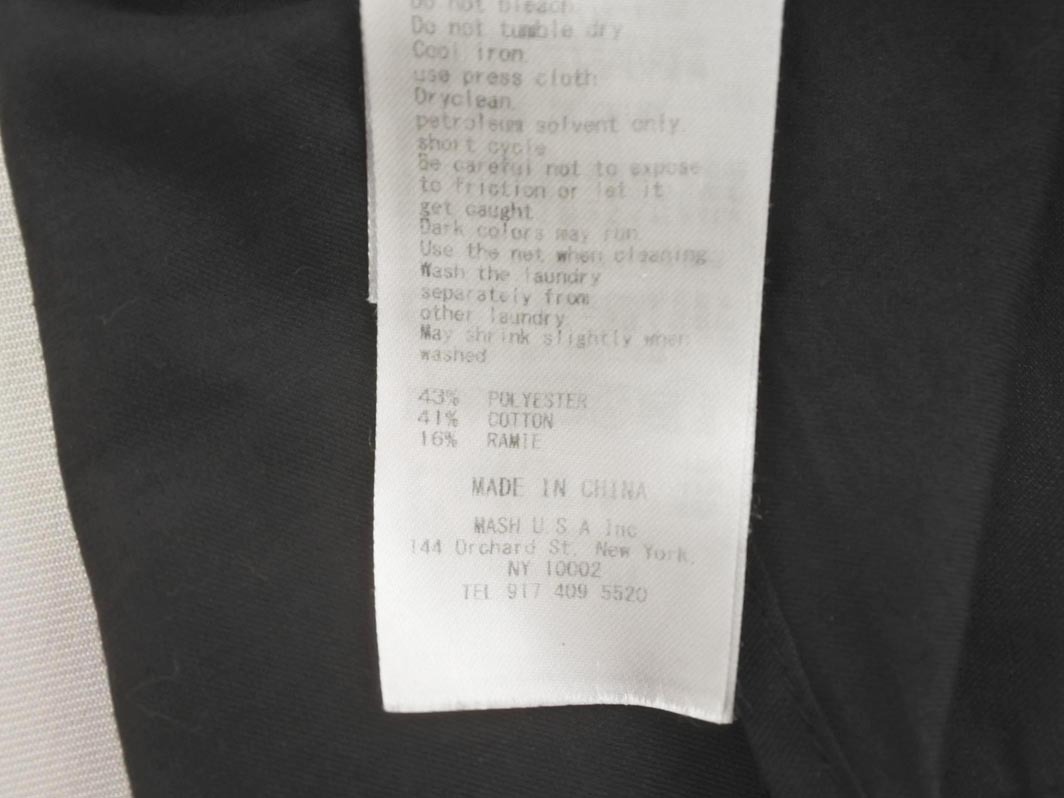 Do not bleach
Do not tumble dry
Cool iron.
use press cloth
Dryclean.
petroleum solvent only.
short cycle
Be careful not to expose
to friction or let it
get caught
Dark colors may run
Use the net when cleaning
Wash the laundry
separately from
other laundry
May shrink slightly when
washed
43% POLYESTER
41% COTTON
16% RAMIE
MADE IN CHINA
MASH U.S.A Inc
144 Orchard St. New York,
NY 10002
TEL 917 409 5520